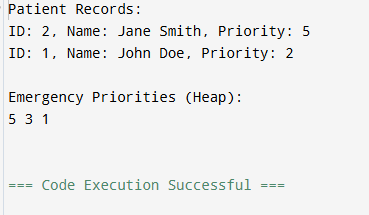 Patient Records:
ID: 2, Name: Jane Smith, Priority: 5
ID: 1, Name: John Doe, Priority: 2
Emergency Priorities (Heap):
5 3 1
=== Code Execution Successful ===